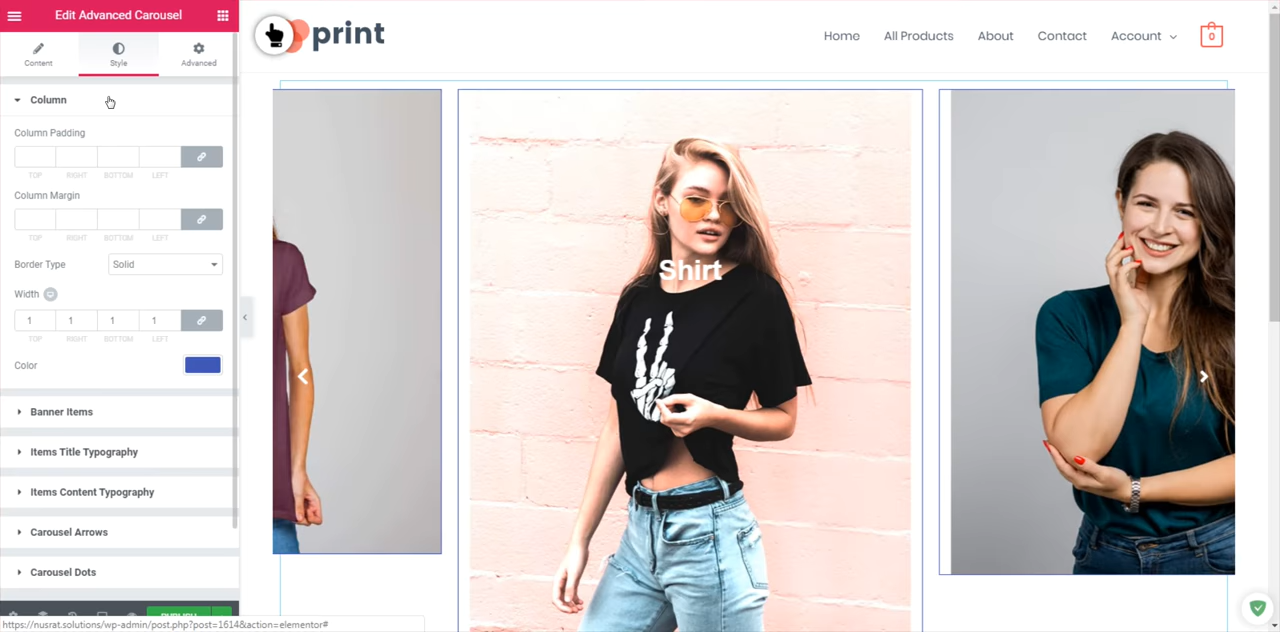 Edit Advanced Carousel
Content
Style
Advanced
Column
Column Padding
TOP RIGHT BOTTOM LEFT
Column Margin
TOP RIGHT BOTTOM LEFT
Border Type
Solid
Width
1 1 1 1
TOP RIGHT BOTTOM LEFT
Color
Banner Items
Items Title Typography
Items Content Typography
Carousel Arrows
Carousel Dots
PUBLISH
https://nusrat.solutions/wp-admin/post.php?post=1614&action=elementor#
print
Home
All Products
About
Contact
Account
0
Shirt